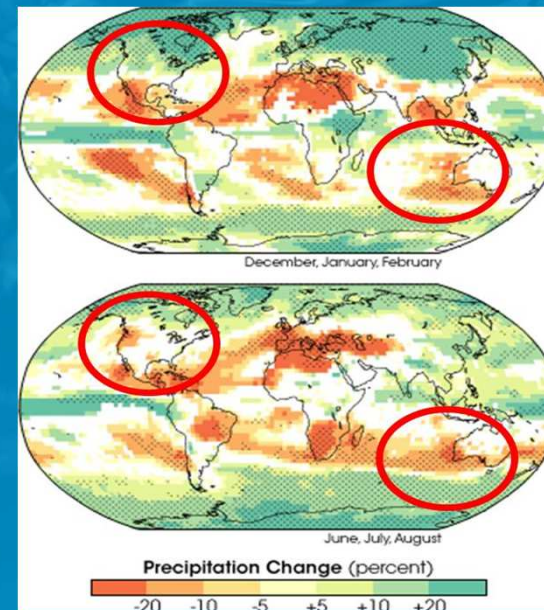 December, January, February
June, July, August
Precipitation Change (percent)
-20 -10 -5 +5 +10 +20